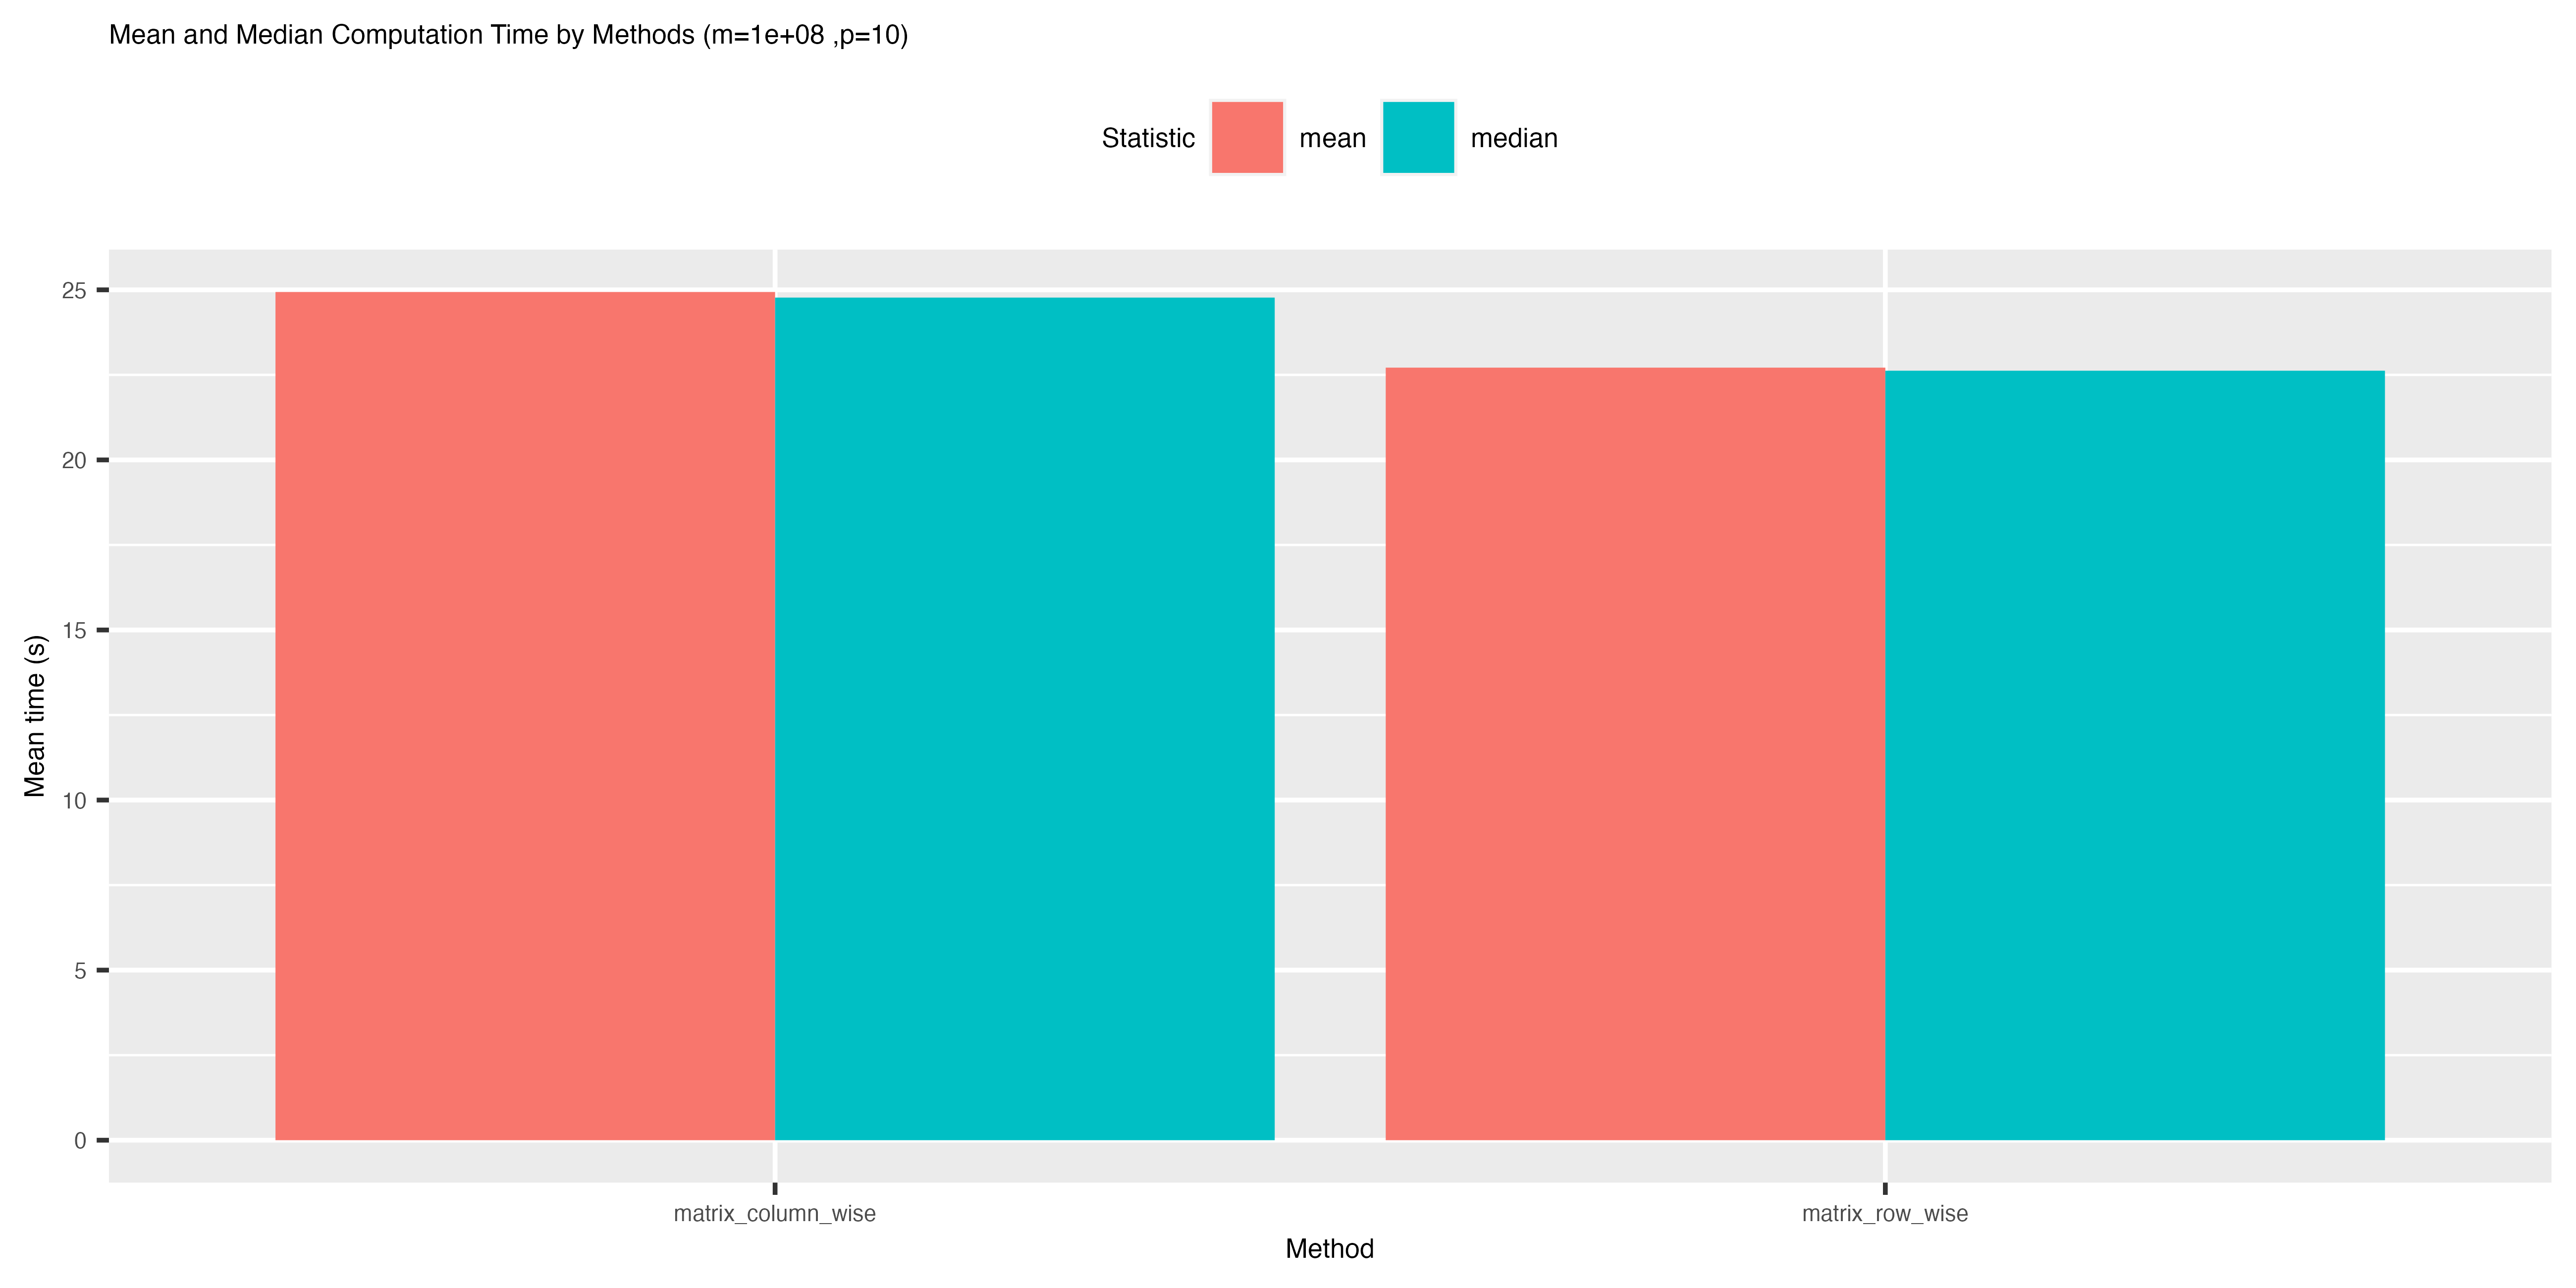 Mean and Median Computation Time by Methods (m=1e+08 ,p=10)
Statistic mean median
25
20
15
10
5
0
Mean time (s)
matrix_column_wise matrix_row_wise
Method